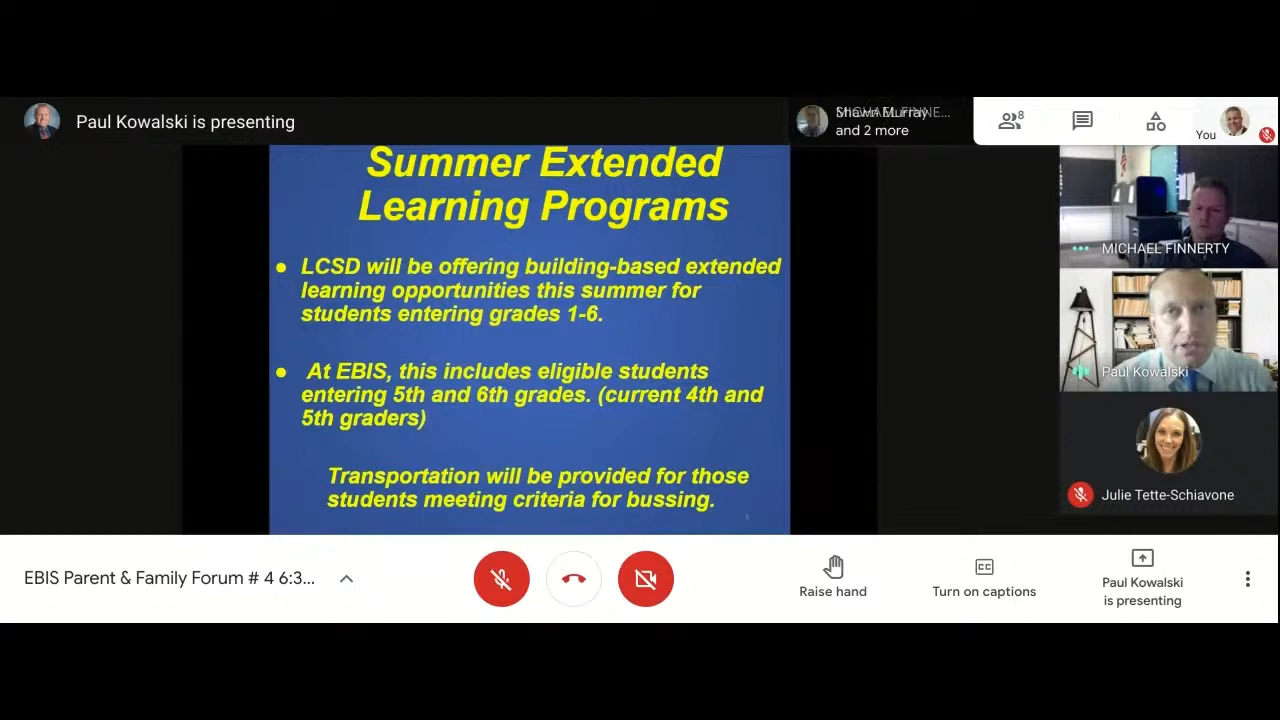 Paul Kowalski is presenting
and 2 more
8
You
Summer Extended
Learning Programs
● LCSD will be offering building-based extended
learning opportunities this summer for
students entering grades 1-6.
● At EBIS, this includes eligible students
entering 5th and 6th grades. (current 4th and
5th graders)
Transportation will be provided for those
students meeting criteria for bussing.
MICHAEL FINNERTY
Paul Kowalski
Julie Tette-Schiavone
EBIS Parent & Family Forum # 4 6:3...
Raise hand
CC
Turn on captions
Paul Kowalski
is presenting